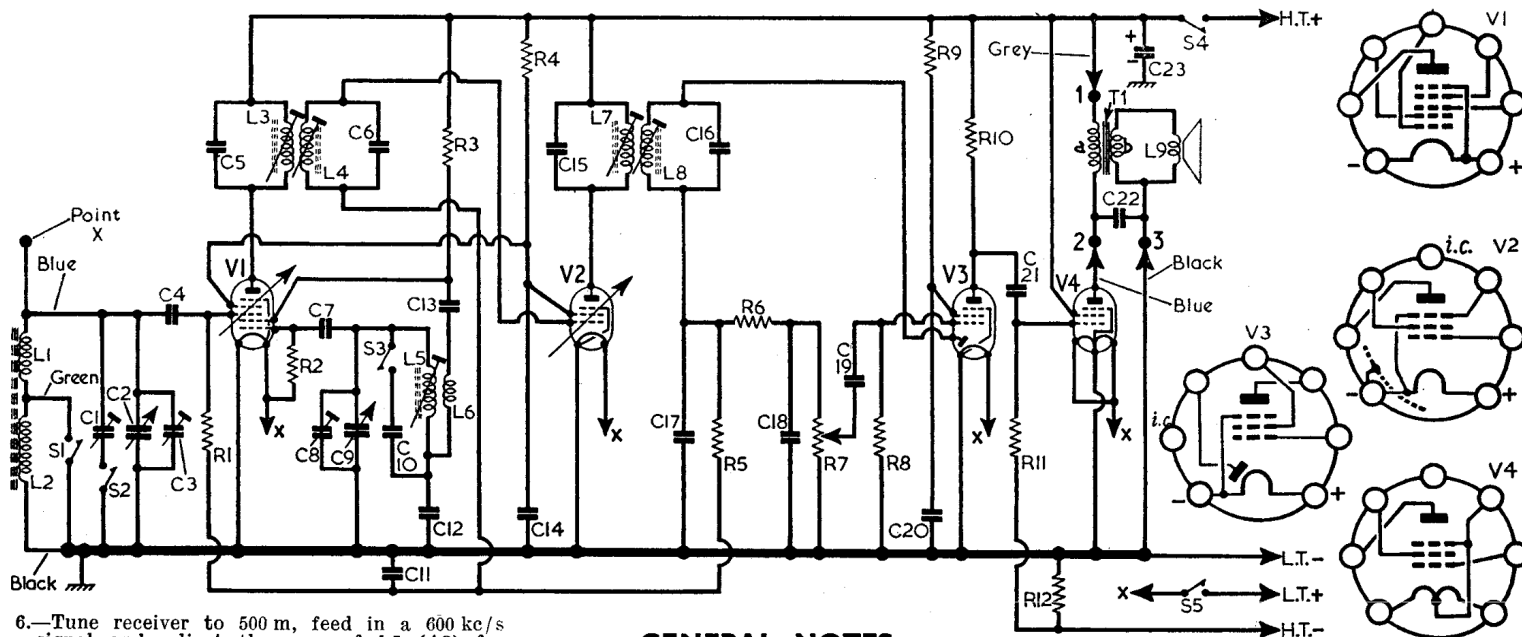 H.T.+
S4
V1
Grey
+
-
C23
R4
R9
L3
L7
C16
1
T1
C5
C6
R3
C15
R10
a
b
L9
L4
L8
-
+
Point
X
C22
i.c.
V2
Blue
V1
V2
2
3
Black
Blue
C4
C13
V3
C
21
V4
C7
R6
V3
L1
Green
S3
L5
R2
L6
C
19
-
+
C1
C2
i.c.
S1
C8
C9
C
10
x
C17
C18
R7
x
x
R1
C3
R5
R8
R11
V4
L2
S2
x
C12
C14
C20
-
+
Black
C11
L.T.-
R12
x
S5
L.T.+
H.T.-
-
+
6.—Tune receiver to 500 m, feed in a 600 kc/s
GENERAL NOTES